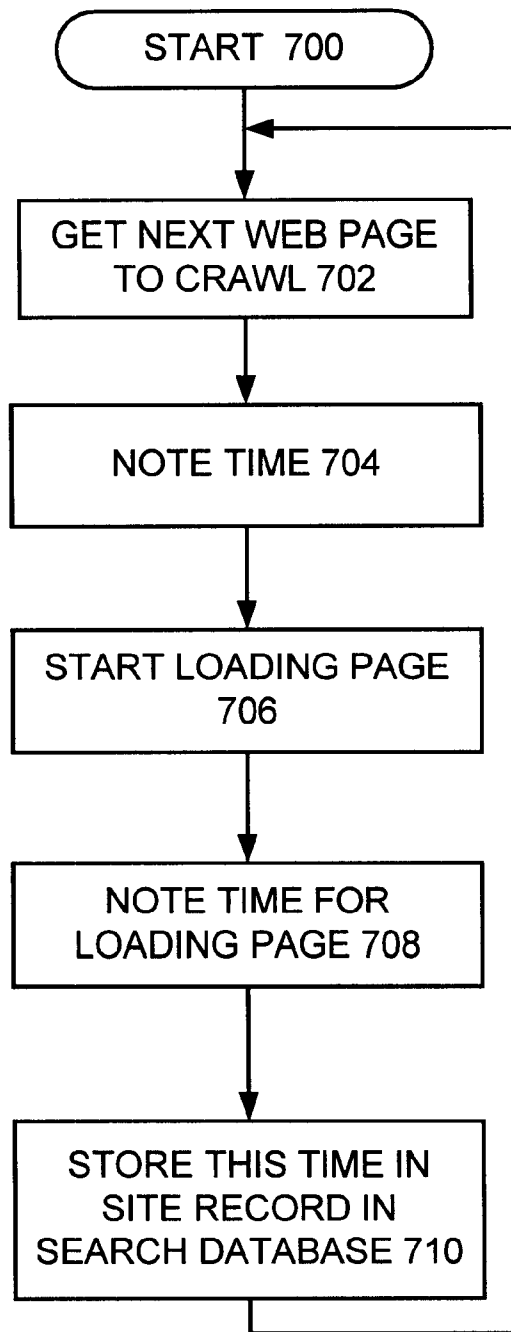 START 700
GET NEXT WEB PAGE
TO CRAWL 702
NOTE TIME 704
START LOADING PAGE
706
NOTE TIME FOR
LOADING PAGE 708
STORE THIS TIME IN
SITE RECORD IN
SEARCH DATABASE 710